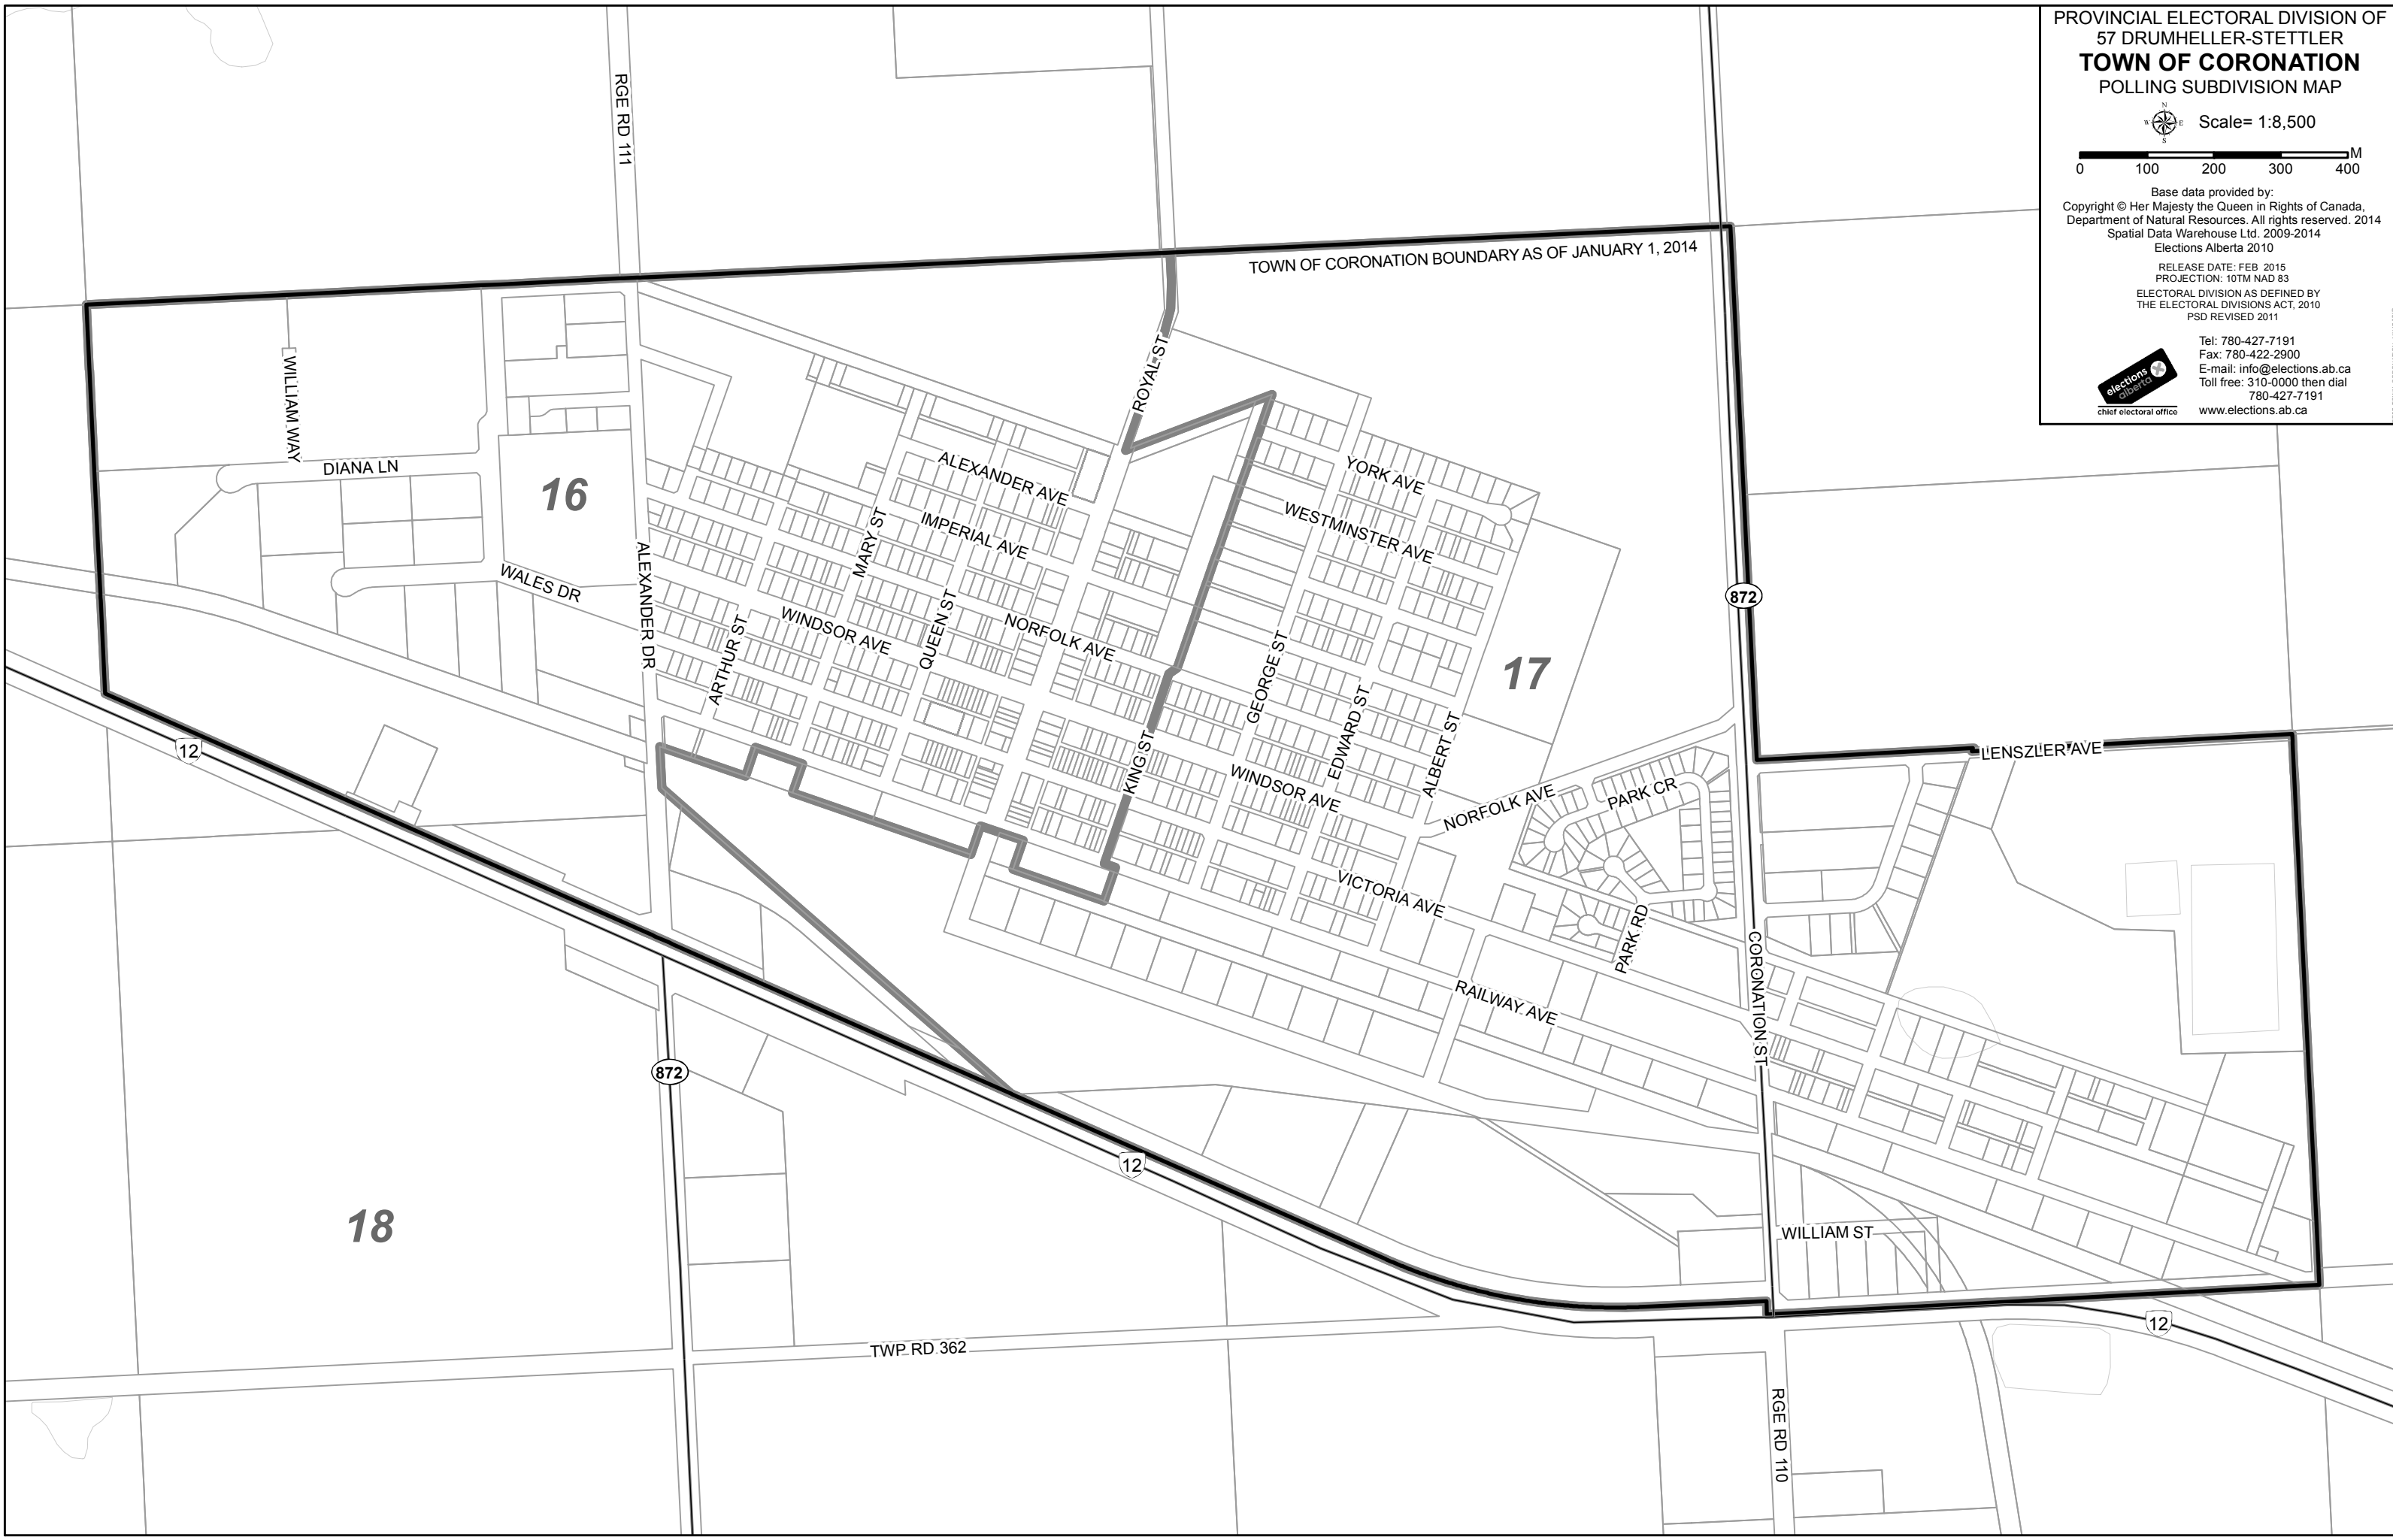 PROVINCIAL ELECTORAL DIVISION OF
57 DRUMHELLER-STETTLER
TOWN OF CORONATION
POLLING SUBDIVISION MAP
N
W E
S
Scale= 1:8,500
M
0 100 200 300 400
Base data provided by:
Copyright © Her Majesty the Queen in Rights of Canada,
Department of Natural Resources. All rights reserved. 2014
Spatial Data Warehouse Ltd. 2009-2014
Elections Alberta 2010
RELEASE DATE: FEB 2015
PROJECTION: 10TM NAD 83
ELECTORAL DIVISION AS DEFINED BY
THE ELECTORAL DIVISIONS ACT, 2010
PSD REVISED 2011
elections
alberta
chief electoral office
Tel: 780-427-7191
Fax: 780-422-2900
E-mail: info@elections.ab.ca
Toll free: 310-0000 then dial
780-427-7191
www.elections.ab.ca
RGE RD 111
TOWN OF CORONATION BOUNDARY AS OF JANUARY 1, 2014
WILLIAM WAY
ROYAL ST
DIANA LN
16
ALEXANDER AVE
YORK AVE
IMPERIAL AVE
WESTMINSTER AVE
MARY ST
WALES DR
ALEXANDER DR
872
ARTHUR ST
WINDSOR AVE
QUEEN ST
NORFOLK AVE
GEORGE ST
17
EDWARD ST
ALBERT ST
12
KING ST
LENSZLER AVE
WINDSOR AVE
NORFOLK AVE
PARK CR
VICTORIA AVE
PARK RD
CORONATION ST
RAILWAY AVE
872
12
18
WILLIAM ST
12
TWP RD 362
RGE RD 110